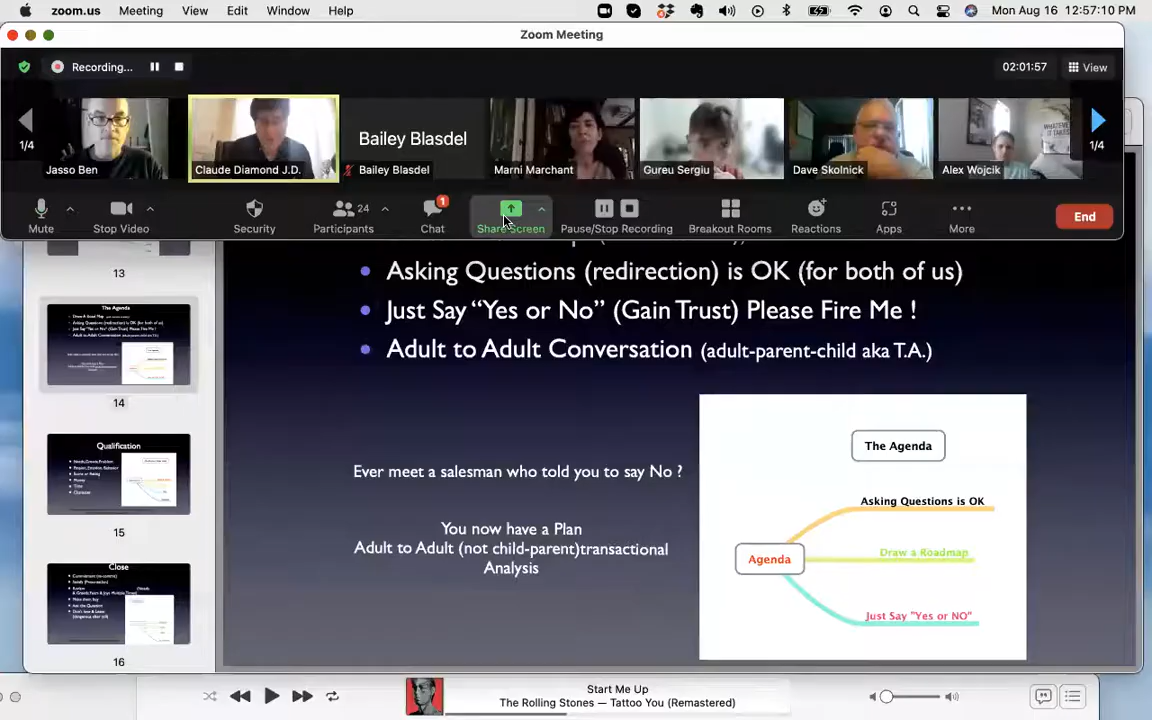 zoom.us Meeting View Edit Window Help
Mon Aug 16 12:57:10 PM
Zoom Meeting
Recording...
02:01:57
View
1/4
Bailey Blasdel
1/4
Jasso Ben
Claude Diamond J.D.
Bailey Blasdel
Marni Marchant
Gureu Sergiu
Dave Skolnick
Alex Wojcik
24
1
Mute
Stop Video
Security
Participants
Chat
Share Screen
Pause/Stop Recording
Breakout Rooms
Reactions
Apps
More
End
13
The Agenda
14
Qualification
15
Close
16
Asking Questions (redirection) is OK (for both of us)
Just Say “Yes or No” (Gain Trust) Please Fire Me !
Adult to Adult Conversation (adult-parent-child aka T.A.)
Ever meet a salesman who told you to say No ?
You now have a Plan
Adult to Adult (not child-parent)transactional
Analysis
The Agenda
Asking Questions is OK
Agenda
Draw a Roadmap
Just Say "Yes or NO"
Start Me Up
The Rolling Stones — Tattoo You (Remastered)